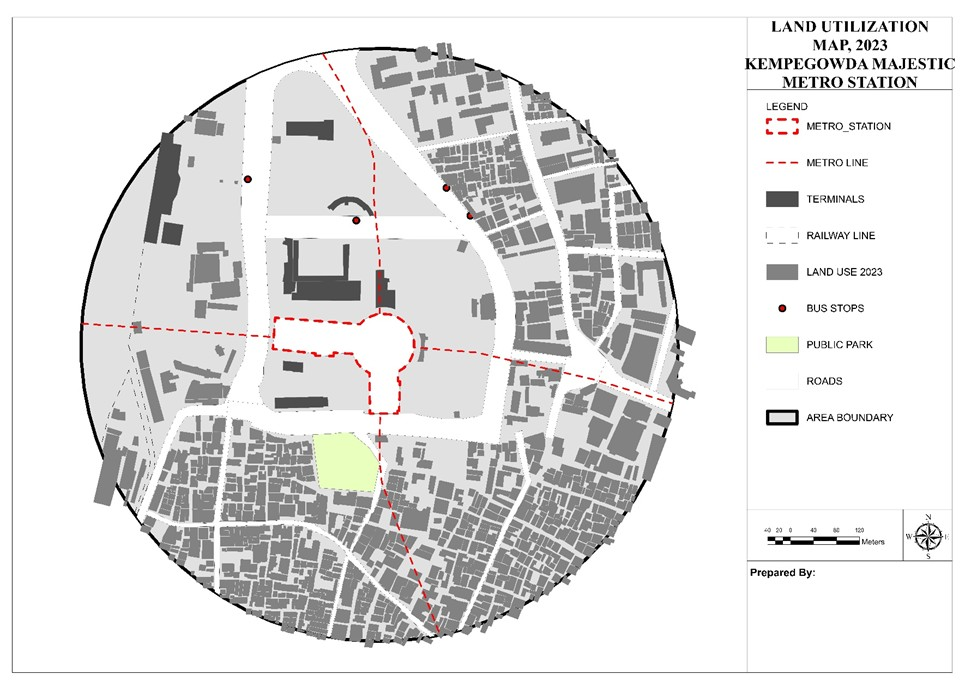 LAND UTILIZATION
MAP, 2023
KEMPEGOWDA MAJESTIC
METRO STATION
LEGEND
METRO_STATION
METRO LINE
TERMINALS
RAILWAY LINE
LAND USE 2023
BUS STOPS
PUBLIC PARK
ROADS
AREA BOUNDARY
40 20 0 40 80 120
Meters
N
W E
S
Prepared By: